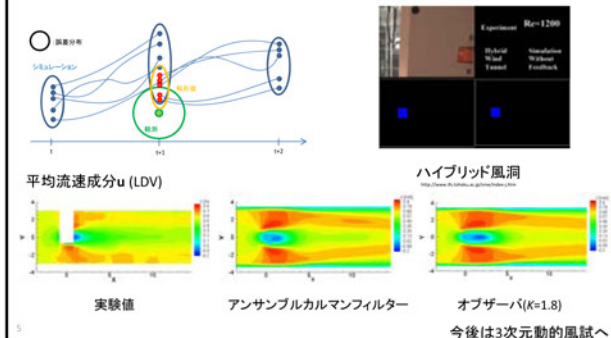 誤差分布
シミュレーション
解析値
観測
t
t+1
t+2
Experiment Re=1200
Hybrid Wind Tunnel
Simulation Without Feedback
ハイブリッド風洞
平均流速成分u (LDV)
実験値
アンサンブルカルマンフィルター
オブザーバ(K=1.8)
今後は3次元動的風試へ
5